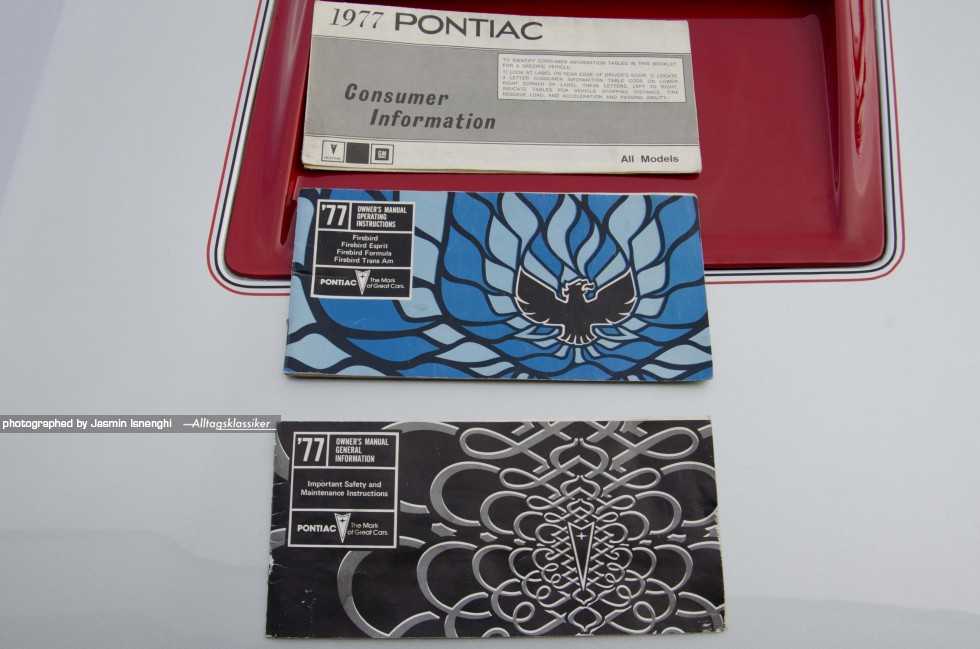 1977 PONTIAC
TO IDENTIFY CONSUMER INFORMATION TABLES IN THIS BOOKLET
FOR A SPECIFIC VEHICLE:
1) LOOK AT LABEL ON REAR EDGE OF DRIVER'S DOOR. 2) LOCATE
3 LETTER CONSUMER INFORMATION TABLE CODE ON LOWER
RIGHT CORNER OF LABEL. THESE LETTERS, LEFT TO RIGHT,
INDICATE TABLES FOR VEHICLE STOPPING DISTANCE, TIRE
RESERVE LOAD, AND ACCELERATION AND PASSING ABILITY.
Consumer
Information
PONTIAC
GM
All Models
'77
OWNER'S MANUAL
OPERATING
INSTRUCTIONS
Firebird
Firebird Esprit
Firebird Formula
Firebird Trans Am
PONTIAC
The Mark
of Great Cars.
photographed by Jasmin Isnenghi —Alltagsklassiker
'77
OWNER'S MANUAL
GENERAL
INFORMATION
Important Safety and
Maintenance Instructions
PONTIAC
The Mark
of Great Cars.